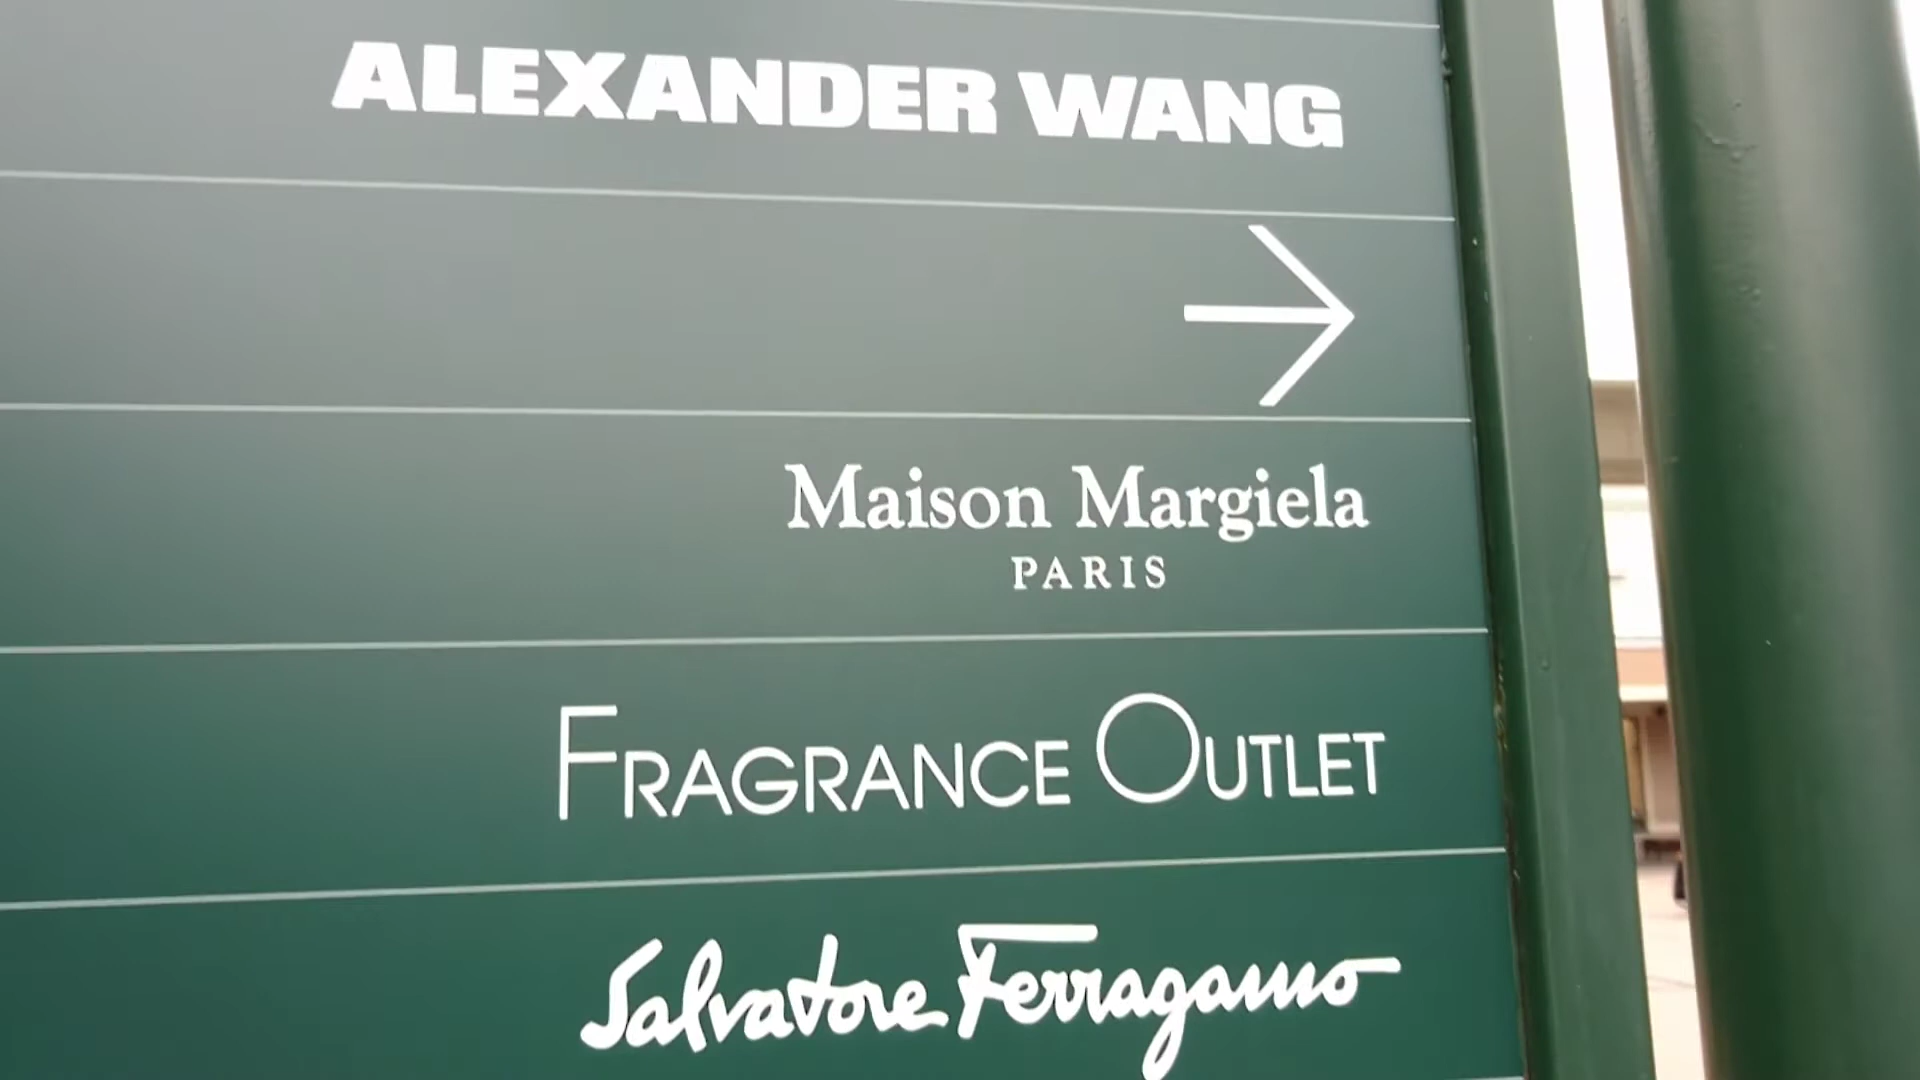 ALEXANDER WANG
Maison Margiela
PARIS
FRAGRANCE OUTLET
Salvatore Ferragamo